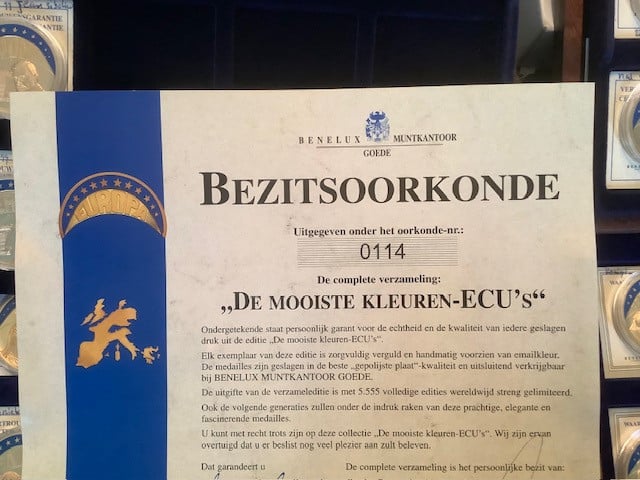 BENELUX MUNTKANTOOR
GOEDE
BEZITSOORKONDE
Uitgegeven onder het oorkonde-nr.:
0114
De complete verzameling:
„DE MOOISTE KLEUREN-ECU'S“
Ondergetekende staat persoonlijk garant voor de echtheid en de kwaliteit van iedere geslagen
druk uit de editie „De mooiste kleuren-ECU's“.
Elk exemplaar van deze editie is zorgvuldig verguld en handmatig voorzien van emailkleur.
De medailles zijn geslagen in de beste „gepolijste plaat“-kwaliteit en uitsluitend verkrijgbaar
bij BENELUX MUNTKANTOOR GOEDE.
De uitgifte van de verzameleditie is met 5.555 volledige edities wereldwijd streng gelimiteerd.
Ook de volgende generaties zullen onder de indruk raken van deze prachtige, elegante en
fascinerende medailles.
U kunt met recht trots zijn op deze collectie „De mooiste kleuren-ECU's“. Wij zijn ervan
overtuigd dat u er beslist nog veel plezier aan zult beleven.
Dat garandeert u
De complete verzameling is het persoonlijke bezit van:
EUROPA